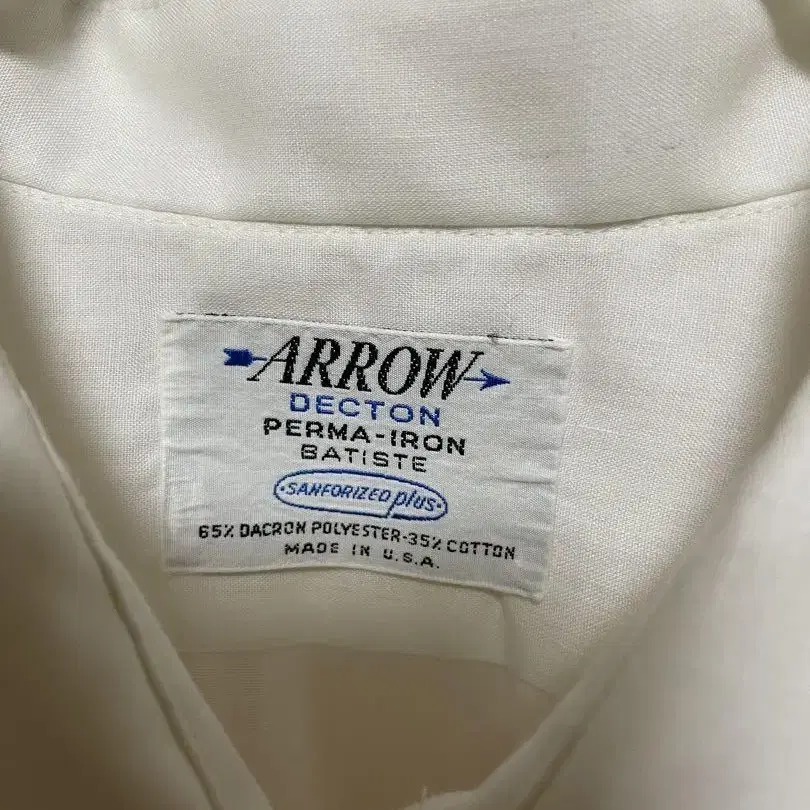 ARROW
DECTON
PERMA-IRON
BATISTE
·SANFORIZED plus·
65% DACRON POLYESTER-35% COTTON
MADE IN U.S.A.